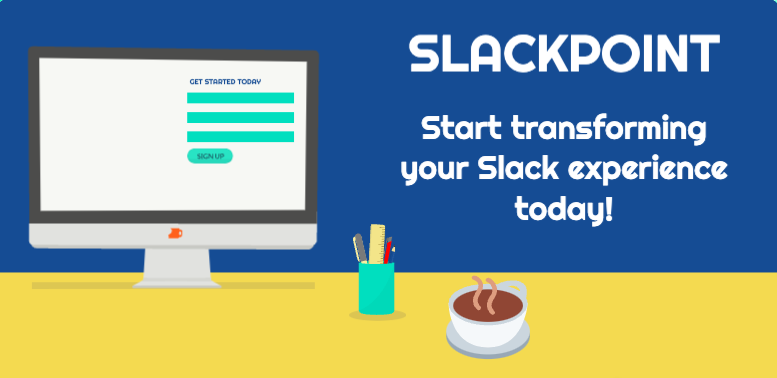 SLACKPOINT
Start transforming
your Slack experience
today!
GET STARTED TODAY
SIGN UP